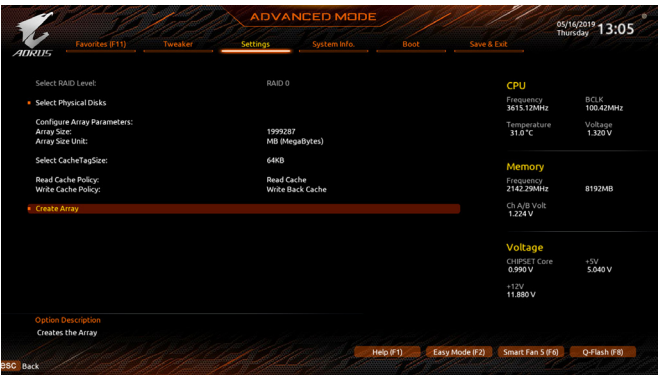 ADVANCED MODE
05/16/2019 Thursday 13:05
AORUS
Favorites (F11) Tweaker Settings System Info. Boot Save & Exit
Select RAID Level: RAID 0
Select Physical Disks
Configure Array Parameters:
Array Size: 1999287
Array Size Unit: MB (MegaBytes)
Select CacheTagSize: 64KB
Read Cache Policy: Read Cache
Write Cache Policy: Write Back Cache
Create Array
CPU
Frequency BCLK
3615.12MHz 100.42MHz
Temperature Voltage
31.0°C 1.320 V
Memory
Frequency
2142.29MHz 8192MB
Ch A/B Volt
1.224 V
Voltage
CHIPSET Core +5V
0.990 V 5.040 V
+12V
11.880 V
Option Description
Creates the Array
Help (F1) Easy Mode (F2) Smart Fan 5 (F6) Q-Flash (F8)
ESC Back